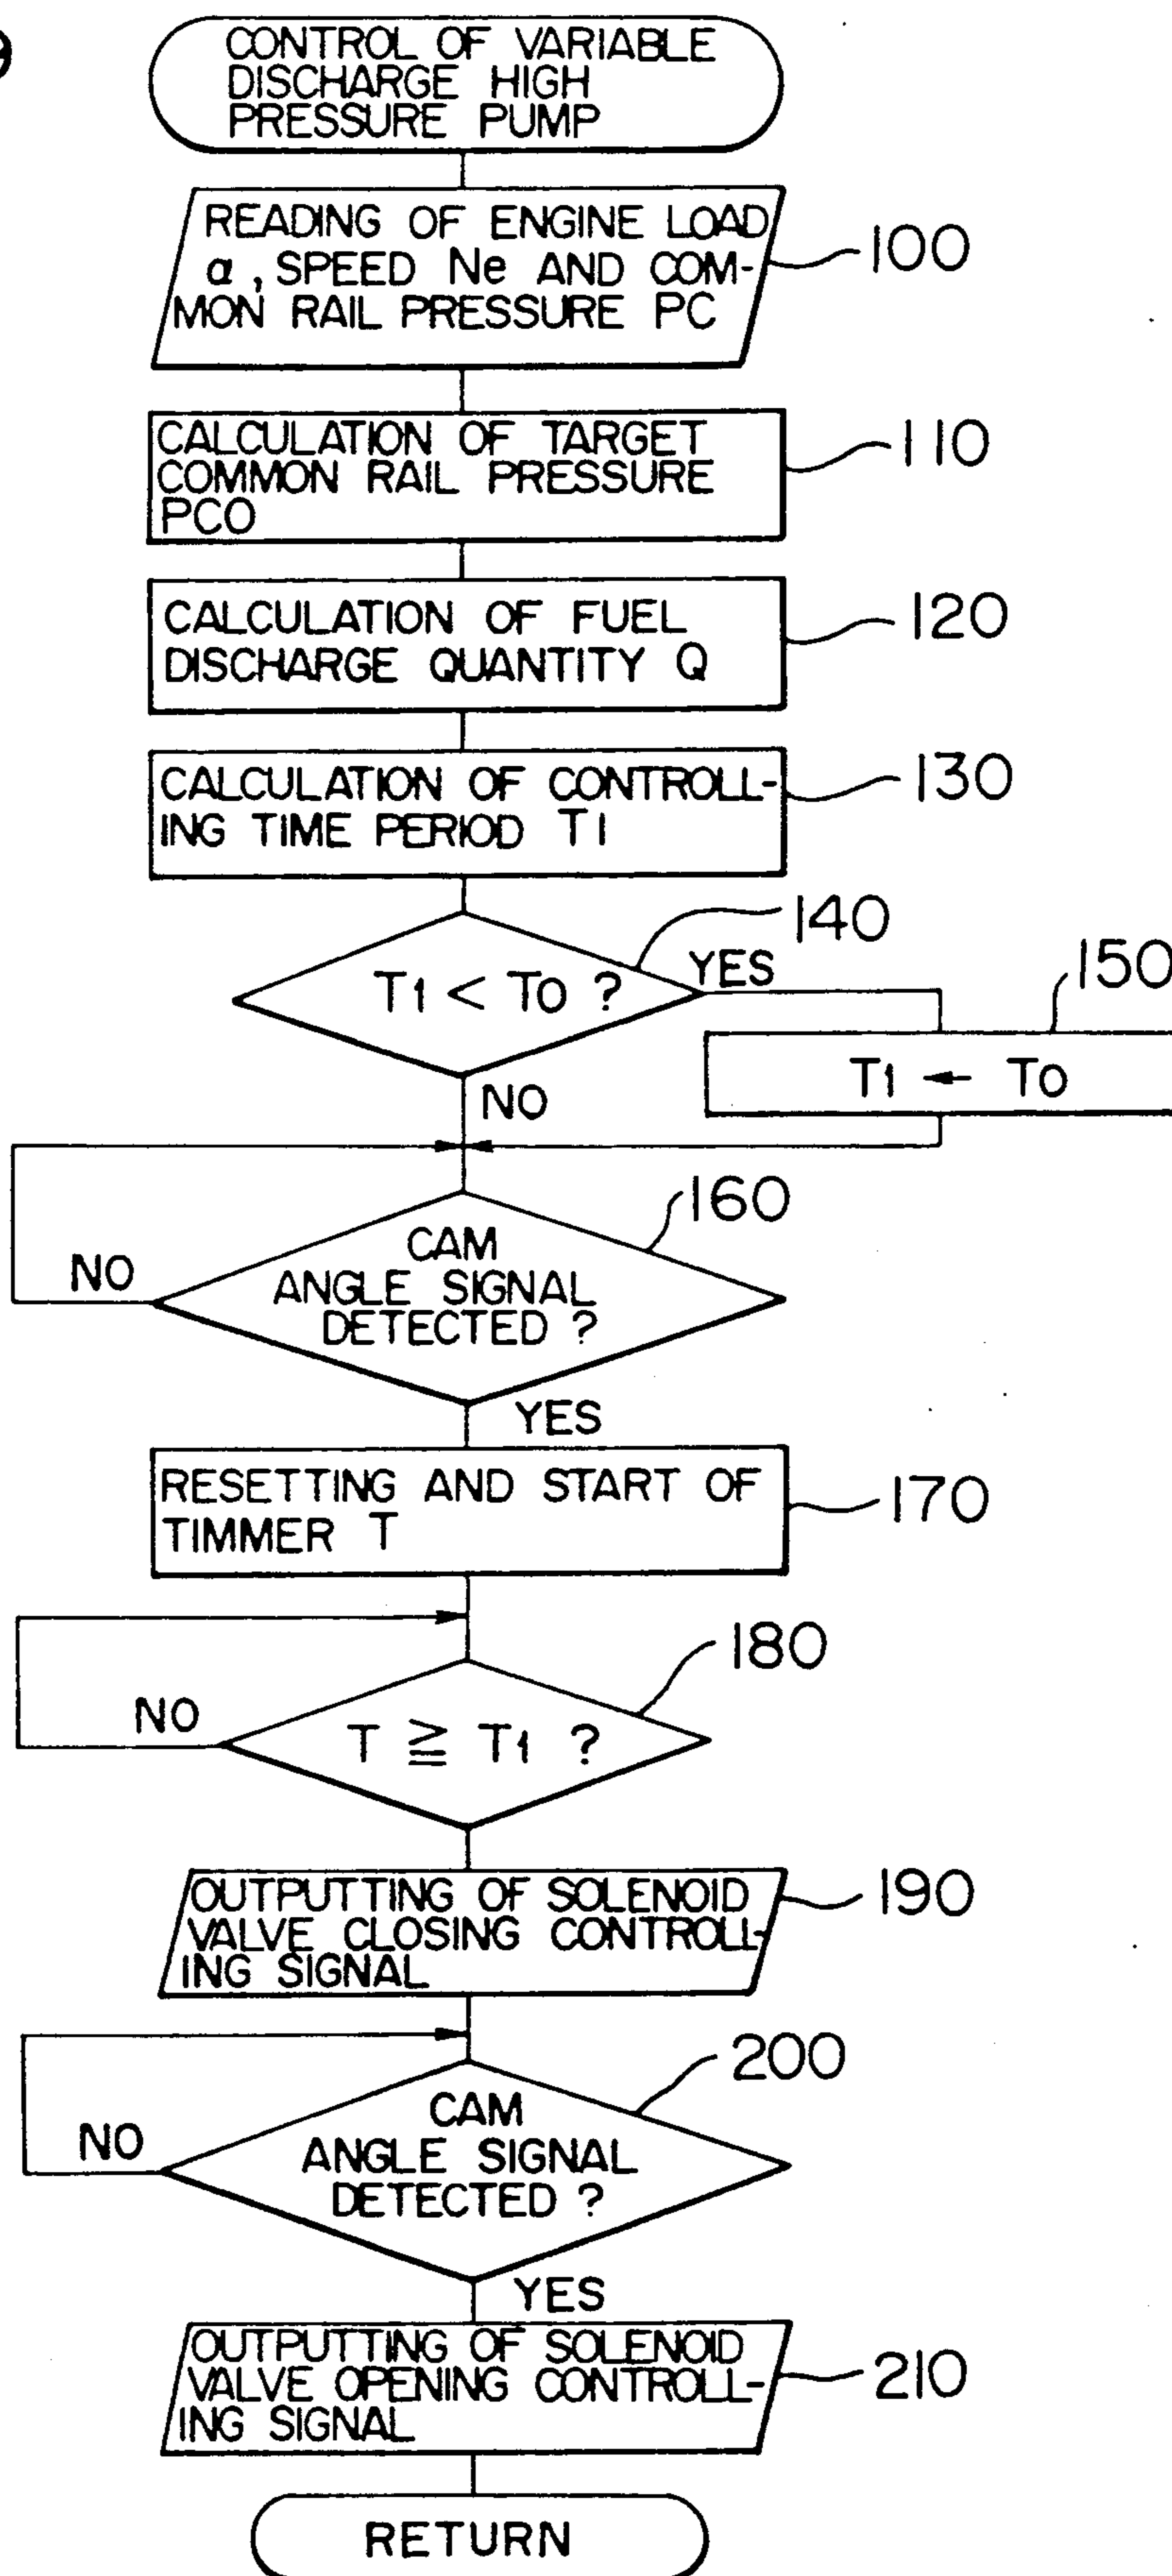 CONTROL OF VARIABLE
DISCHARGE HIGH
PRESSURE PUMP
READING OF ENGINE LOAD
α, SPEED Ne AND COM-
MON RAIL PRESSURE PC
100
CALCULATION OF TARGET
COMMON RAIL PRESSURE
PCO
110
CALCULATION OF FUEL
DISCHARGE QUANTITY Q
120
CALCULATION OF CONTROLL-
ING TIME PERIOD T1
130
140
T1 < TO ?
YES
150
T1 ← TO
NO
160
CAM
ANGLE SIGNAL
DETECTED ?
NO
YES
RESETTING AND START OF
TIMMER T
170
180
NO
T ≧ T1 ?
OUTPUTTING OF SOLENOID
VALVE CLOSING CONTROLL-
ING SIGNAL
190
200
CAM
ANGLE SIGNAL
DETECTED ?
NO
YES
OUTPUTTING OF SOLENOID
VALVE OPENING CONTROLL-
ING SIGNAL
210
RETURN